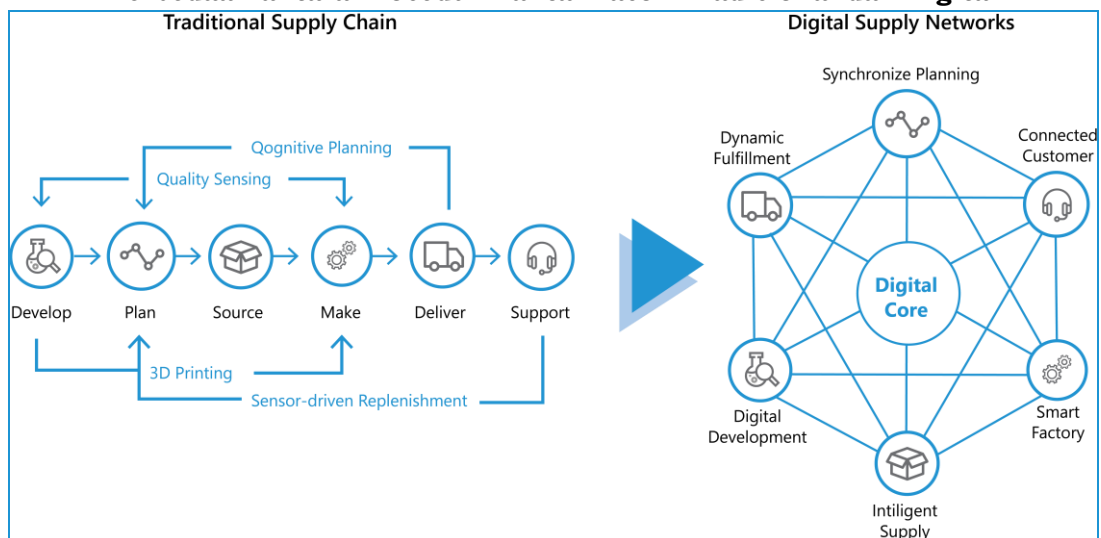 Traditional Supply Chain
Digital Supply Networks
Qognitive Planning
Quality Sensing
Develop
Plan
Source
Make
Deliver
Support
3D Printing
Sensor-driven Replenishment
Synchronize Planning
Dynamic
Fulfillment
Connected
Customer
Digital
Core
Digital
Development
Smart
Factory
Intiligent
Supply